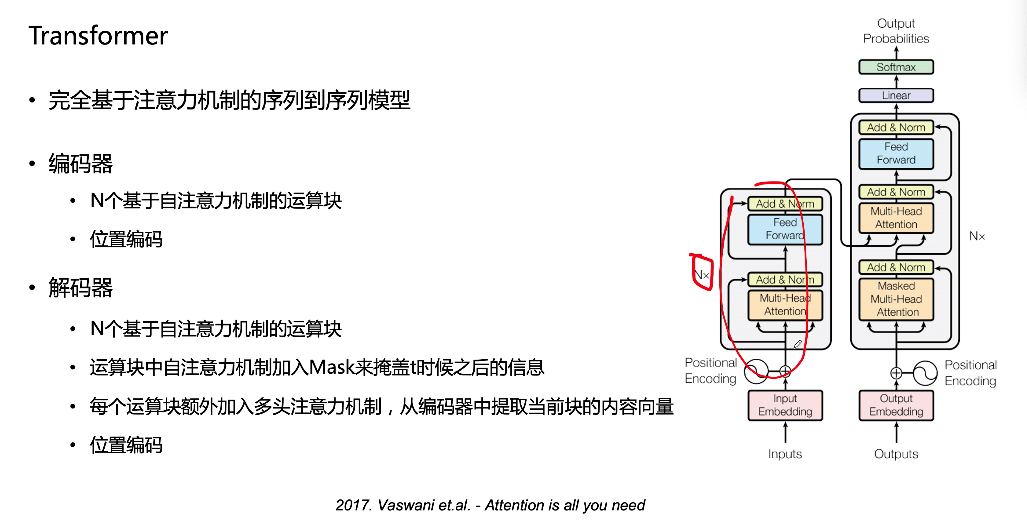 Transformer
• 完全基于注意力机制的序列到序列模型
• 编码器
• N个基于自注意力机制的运算块
• 位置编码
• 解码器
• N个基于自注意力机制的运算块
• 运算块中自注意力机制加入Mask来掩盖t时候之后的信息
• 每个运算块额外加入多头注意力机制，从编码器中提取当前块的内容向量
• 位置编码
2017. Vaswani et.al. - Attention is all you need
Output
Probabilities
Softmax
Linear
Add & Norm
Feed
Forward
Add & Norm
Multi-Head
Attention
Add & Norm
Masked
Multi-Head
Attention
Nx
Positional
Encoding
Output
Embedding
Outputs
Add & Norm
Feed
Forward
Add & Norm
Multi-Head
Attention
Nx
Positional
Encoding
Input
Embedding
Inputs